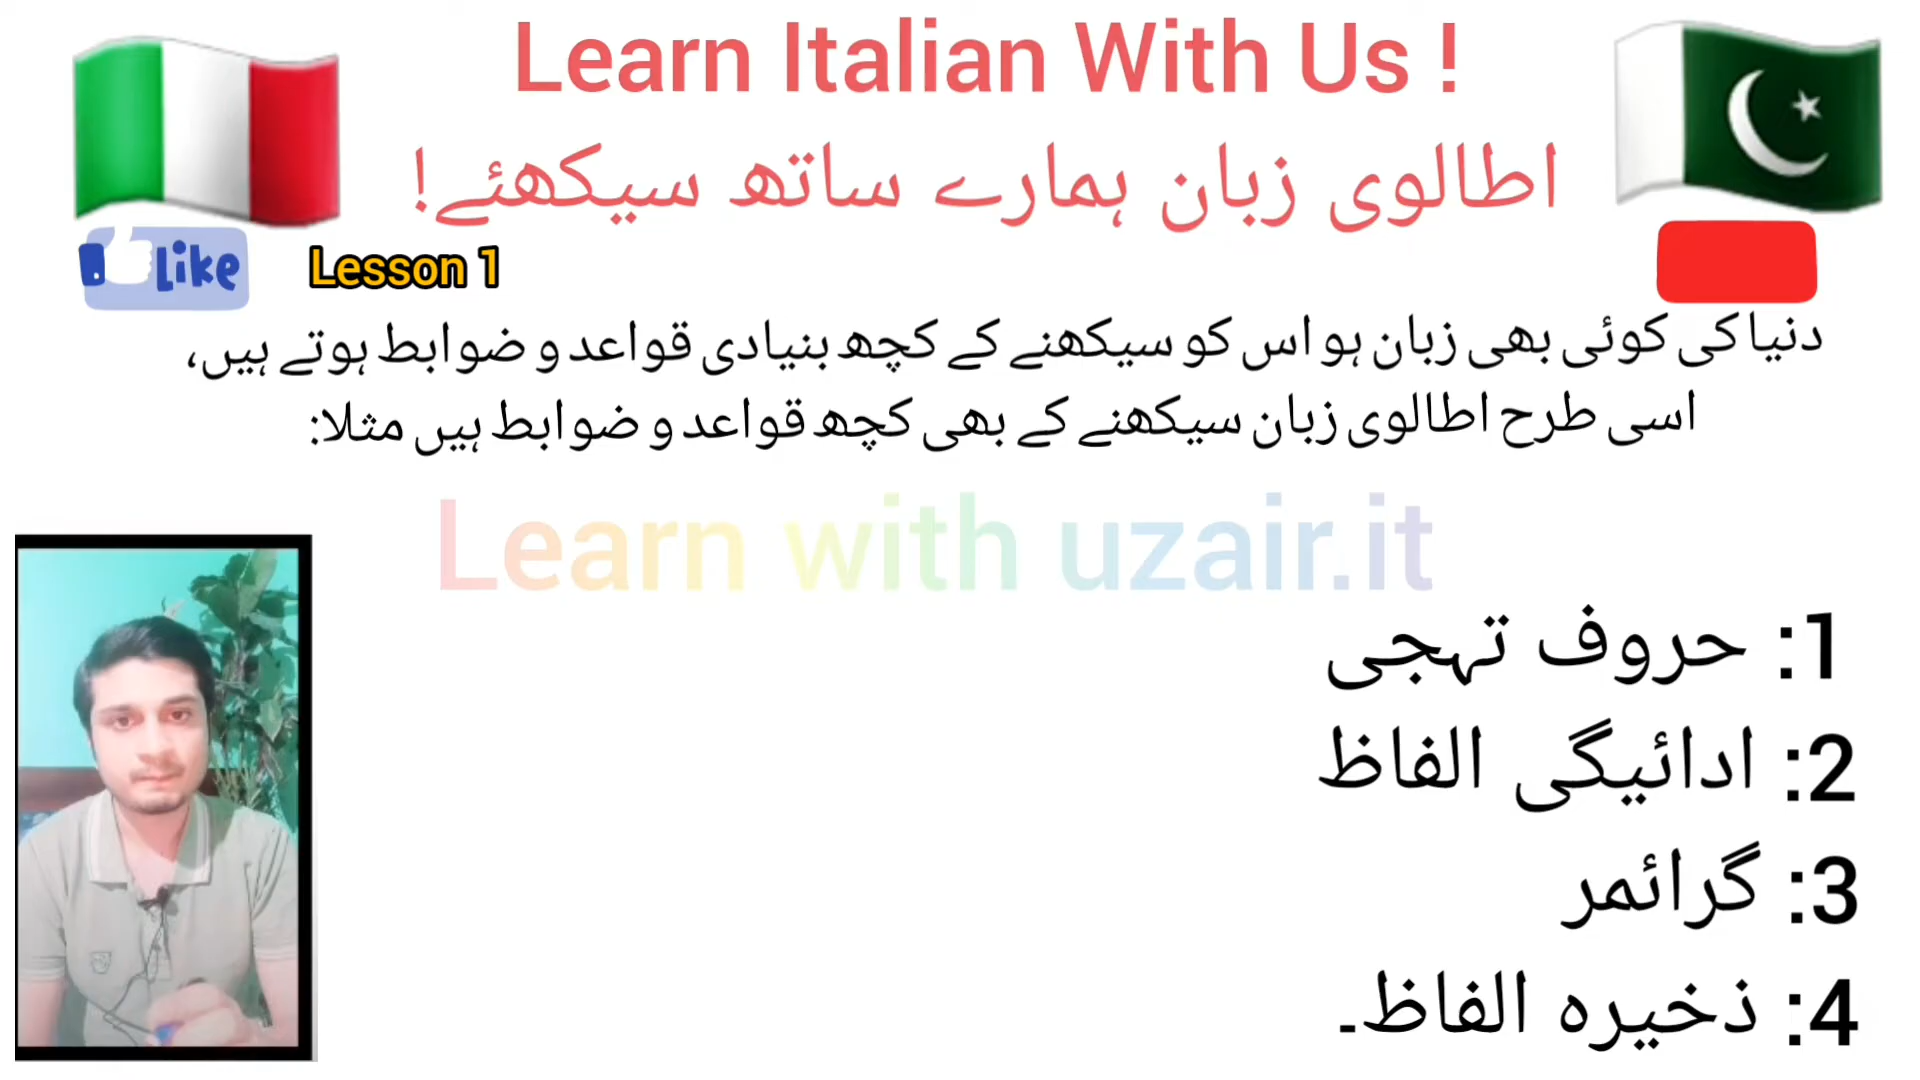 Learn Italian With Us !
اطالوی زبان ہمارے ساتھ سیکھئے!
Like
Lesson 1
دنیا کی کوئی بھی زبان ہو اس کو سیکھنے کے کچھ بنیادی قواعد و ضوابط ہوتے ہیں،
اسی طرح اطالوی زبان سیکھنے کے بھی کچھ قواعد و ضوابط ہیں مثلا:
Learn with uzair.it
1: حروف تہجی
2: ادائیگی الفاظ
3: گرائمر
4: ذخیرہ الفاظ۔